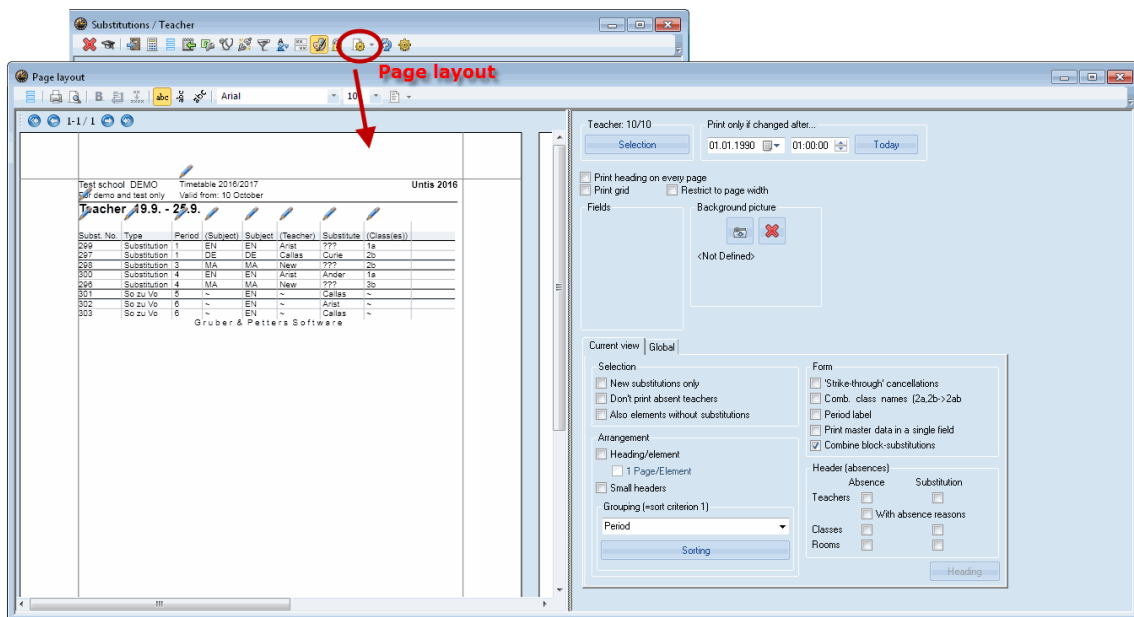 Substitutions / Teacher
Page layout
Page layout
B abc Arial 10
1-1 / 1
Test school DEMO Timetable 2016/2017 Untis 2016
For demo and test only Valid from: 10 October
Teacher 19.9. - 25.9.
Subst. No. Type Period (Subject) Subject (Teacher) Substitute (Class(es))
299 Substitution 1 EN EN Arist ??? 1a
297 Substitution 1 DE DE Callas Curie 2b
298 Substitution 3 MA MA New ??? 2b
300 Substitution 4 EN EN Arist Ander 1a
296 Substitution 4 MA MA New ??? 3b
301 So zu Vo 5 ~ EN ~ Callas ~
302 So zu Vo 6 ~ EN ~ Arist ~
303 So zu Vo 6 ~ EN ~ Callas ~
Gruber & Petters Software
Teacher: 10/10
Selection
Print only if changed after...
01.01.1990 01:00:00 Today
Print heading on every page
Print grid Restrict to page width
Fields
Background picture
<Not Defined>
Current view Global
Selection
New substitutions only
Don't print absent teachers
Also elements without substitutions
Arrangement
Heading/element
1 Page/Element
Small headers
Grouping (=sort criterion 1)
Period
Sorting
Form
'Strike-through' cancellations
Comb. class names (2a,2b->2ab
Period label
Print master data in a single field
Combine block-substitutions
Header (absences)
Absence Substitution
Teachers
With absence reasons
Classes
Rooms
Heading